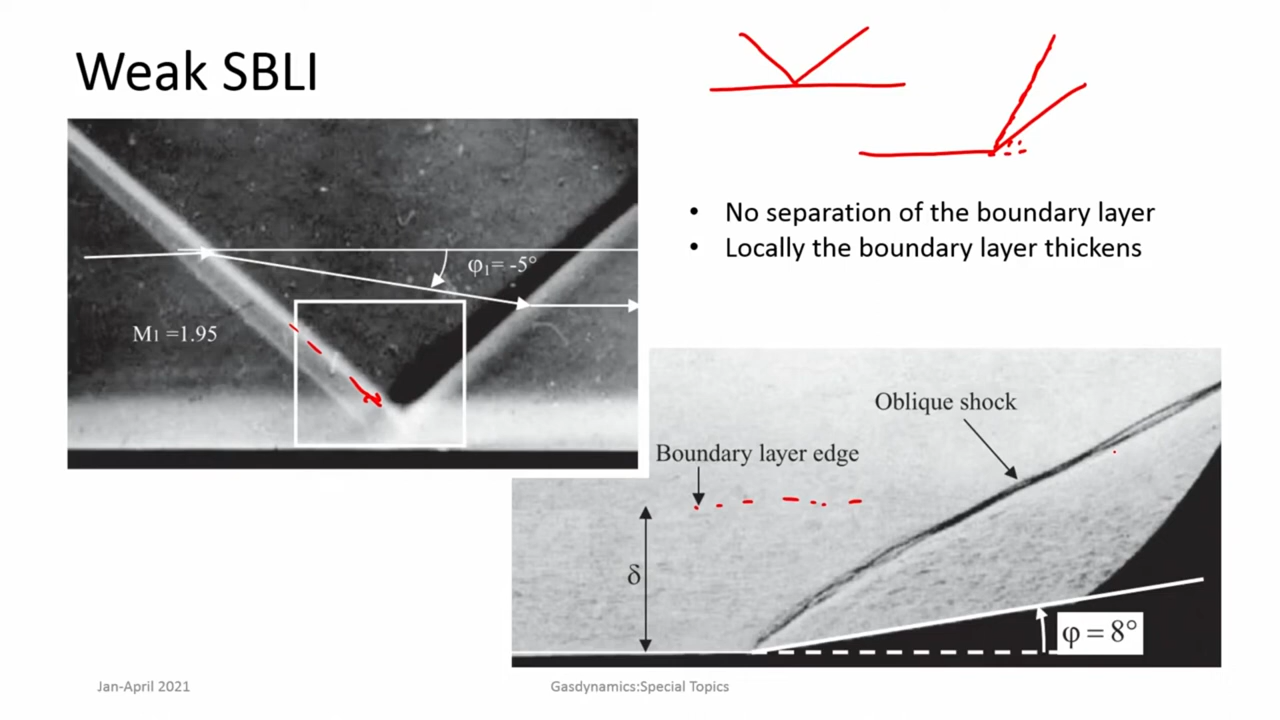 Weak SBLI
φ₁= -5°
M₁ =1.95
• No separation of the boundary layer
• Locally the boundary layer thickens
Oblique shock
Boundary layer edge
δ
φ = 8°
Jan-April 2021
Gasdynamics:Special Topics